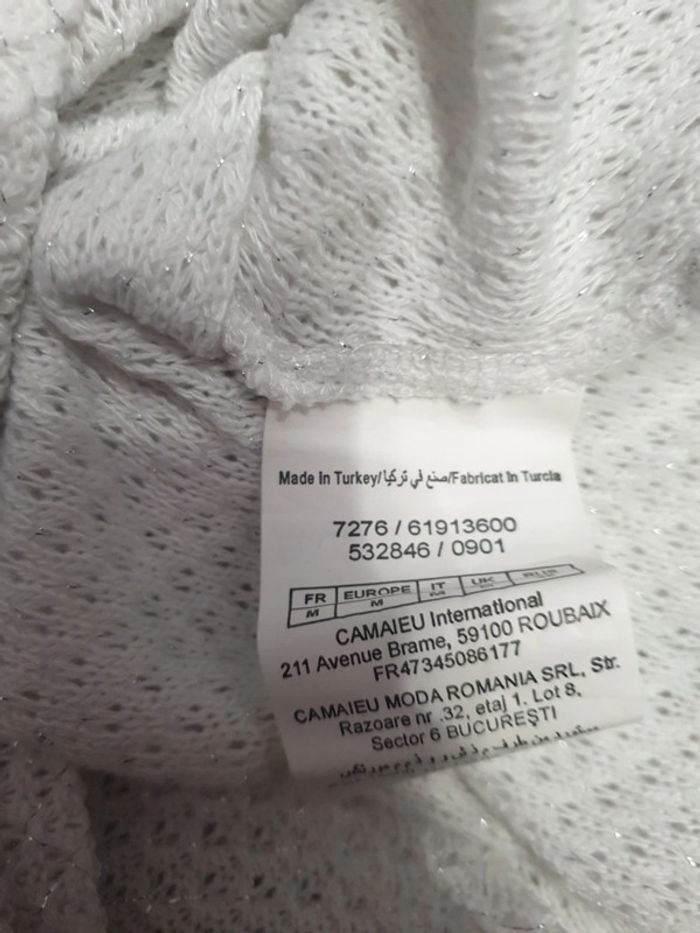 Made In Turkey/صنع في تركيا/Fabricat In Turcia
7276 / 61913600
532846 / 0901
FR EUROPE IT UK RUS
M M M
CAMAIEU International
211 Avenue Brame, 59100 ROUBAIX
FR47345086177
CAMAIEU MODA ROMANIA SRL, Str.
Razoare nr .32, etaj 1. Lot 8,
Sector 6 BUCUREŞTI